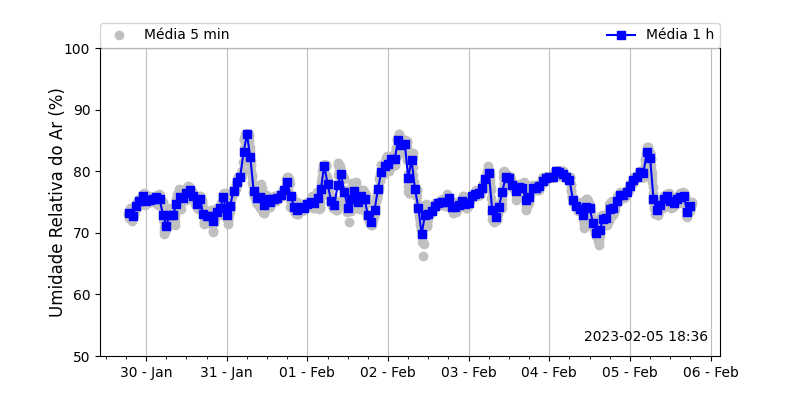 Média 5 min
Média 1 h
Umidade Relativa do Ar (%)
100
90
80
70
60
50
2023-02-05 18:36
30 - Jan
31 - Jan
01 - Feb
02 - Feb
03 - Feb
04 - Feb
05 - Feb
06 - Feb